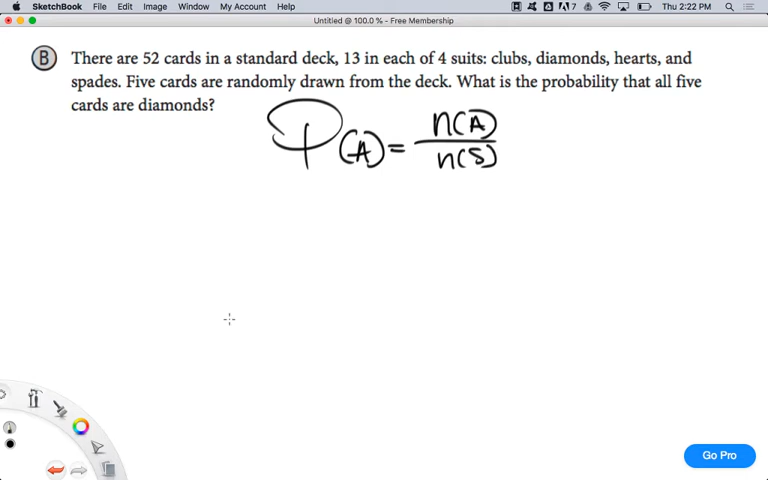 SketchBook File Edit Image Window My Account Help 7 Thu 2:22 PM
Untitled @ 100.0 % - Free Membership
B There are 52 cards in a standard deck, 13 in each of 4 suits: clubs, diamonds, hearts, and
spades. Five cards are randomly drawn from the deck. What is the probability that all five
cards are diamonds?
P(A) = n(A)
n(S)
Go Pro